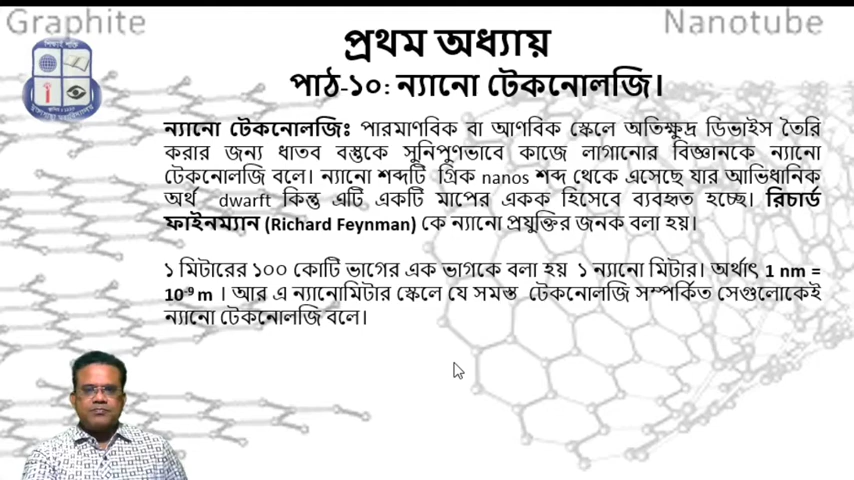 Graphite
Nanotube
প্রথম অধ্যায়
পাঠ-১০: ন্যানো টেকনোলজি।
ন্যানো টেকনোলজিঃ পারমাণবিক বা আণবিক স্কেলে অতিক্ষুদ্র ডিভাইস তৈরি
করার জন্য ধাতব বস্তুকে সুনিপুণভাবে কাজে লাগানোর বিজ্ঞানকে ন্যানো
টেকনোলজি বলে। ন্যানো শব্দটি গ্রিক nanos শব্দ থেকে এসেছে যার আভিধানিক
অর্থ dwarft কিন্তু এটি একটি মাপের একক হিসেবে ব্যবহৃত হচ্ছে। রিচার্ড
ফাইনম্যান (Richard Feynman) কে ন্যানো প্রযুক্তির জনক বলা হয়।
১ মিটারের ১০০ কোটি ভাগের এক ভাগকে বলা হয় ১ ন্যানো মিটার। অর্থাৎ 1 nm =
10⁻⁹ m । আর এ ন্যানোমিটার স্কেলে যে সমস্ত টেকনোলজি সম্পর্কিত সেগুলোকেই
ন্যানো টেকনোলজি বলে।